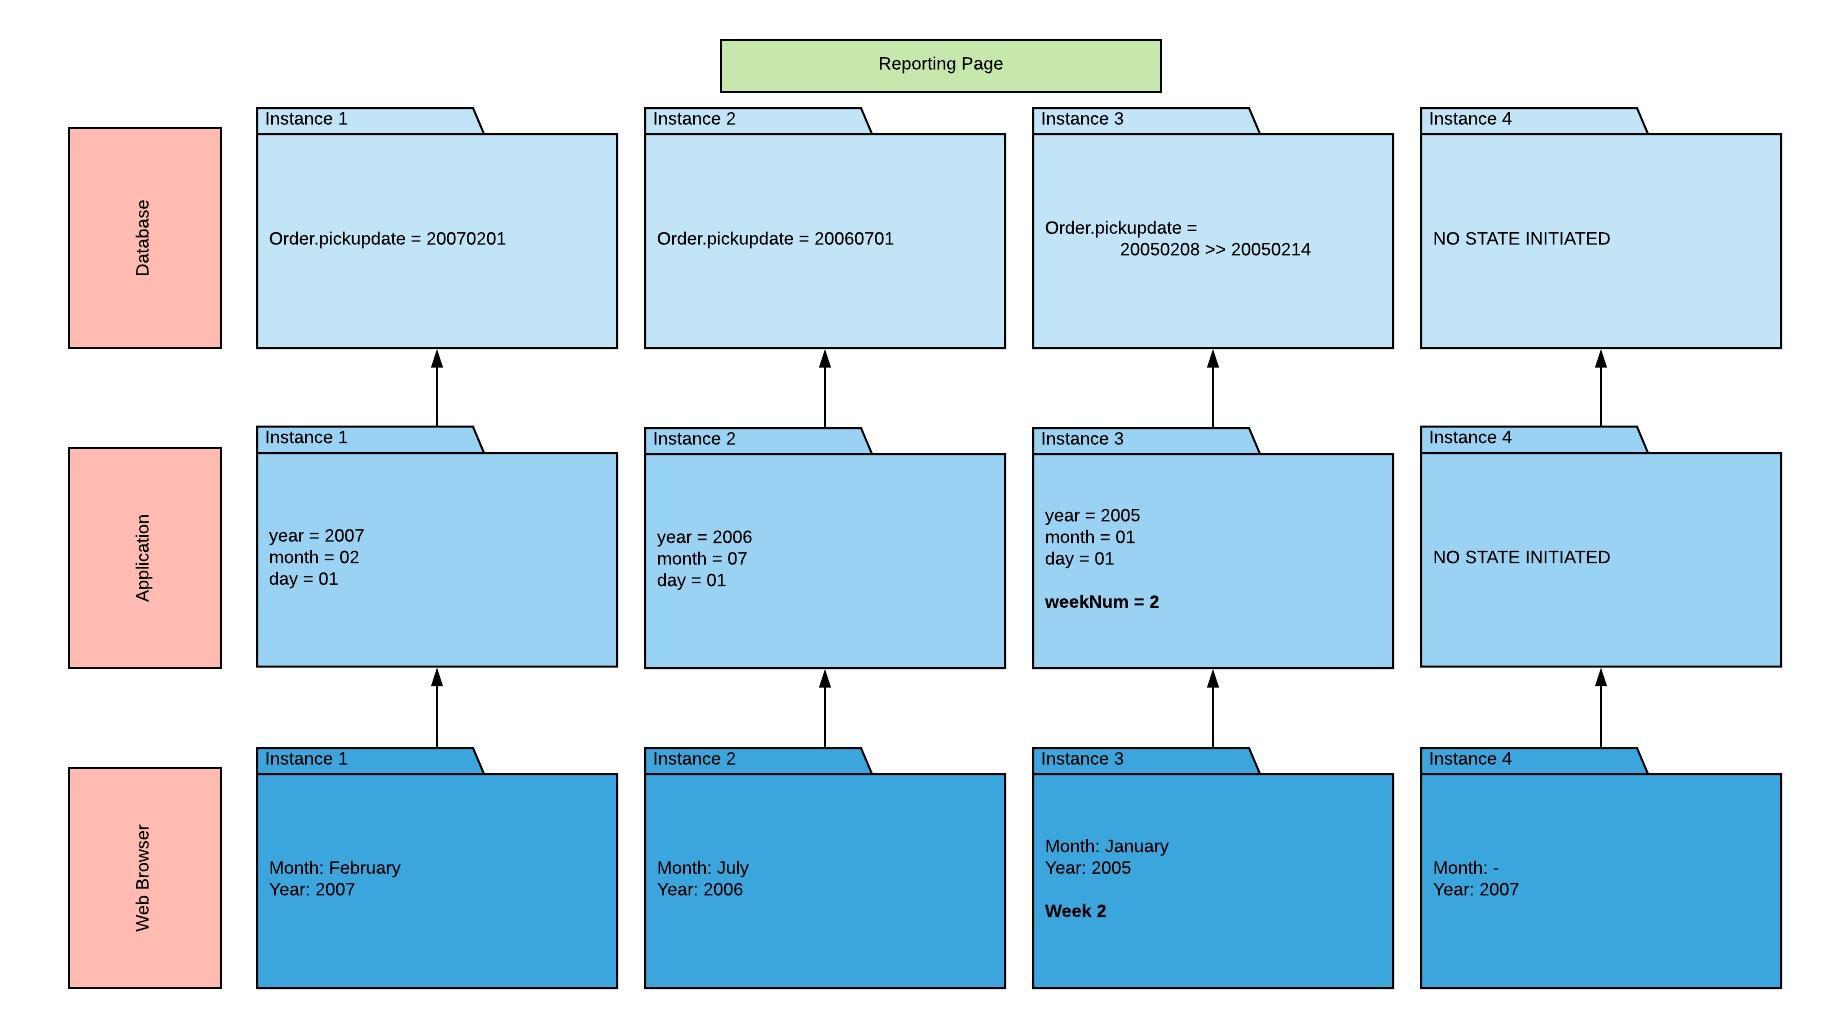 Reporting Page
Database
Instance 1
Order.pickupdate = 20070201
Instance 2
Order.pickupdate = 20060701
Instance 3
Order.pickupdate =
20050208 >> 20050214
Instance 4
NO STATE INITIATED
Application
Instance 1
year = 2007
month = 02
day = 01
Instance 2
year = 2006
month = 07
day = 01
Instance 3
year = 2005
month = 01
day = 01
weekNum = 2
Instance 4
NO STATE INITIATED
Web Browser
Instance 1
Month: February
Year: 2007
Instance 2
Month: July
Year: 2006
Instance 3
Month: January
Year: 2005
Week 2
Instance 4
Month: -
Year: 2007